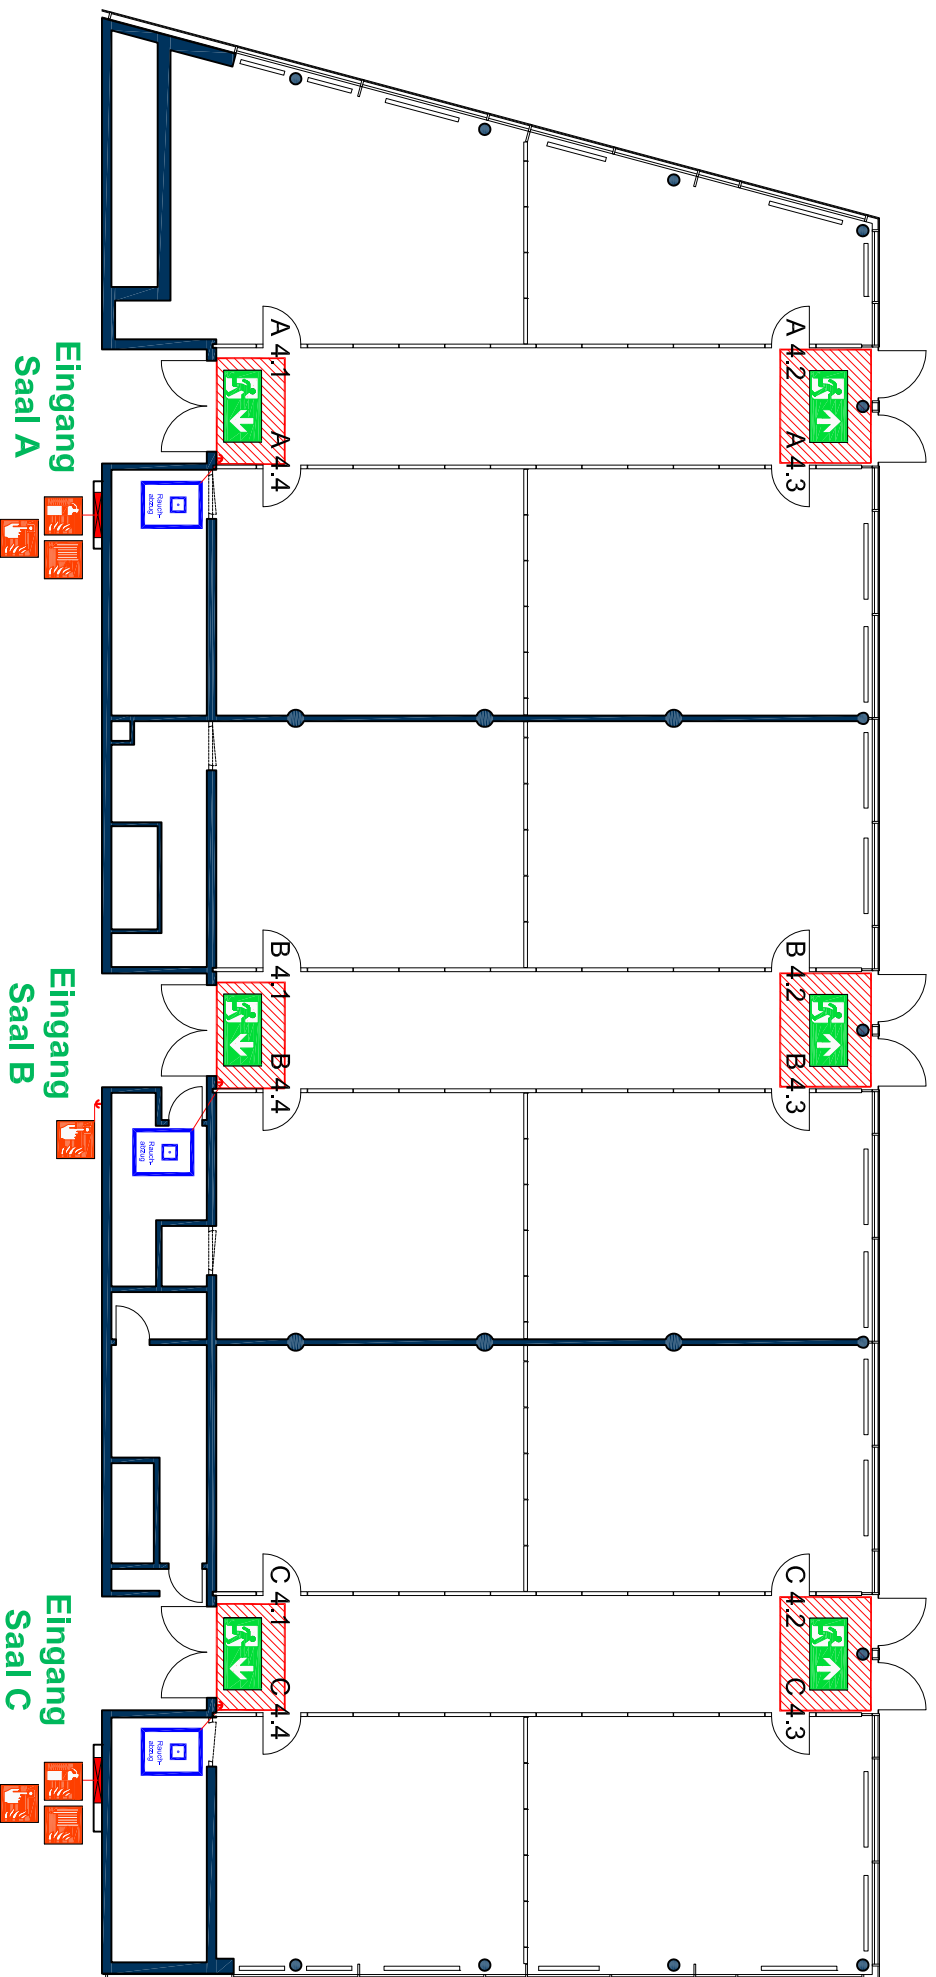 A 4.1
A 4.2
A 4.4
A 4.3
Eingang
Saal A
Rauch-
abzug
B 4.1
B 4.2
B 4.4
B 4.3
Eingang
Saal B
Rauch-
abzug
C 4.1
C 4.2
C 4.4
C 4.3
Eingang
Saal C
Rauch-
abzug